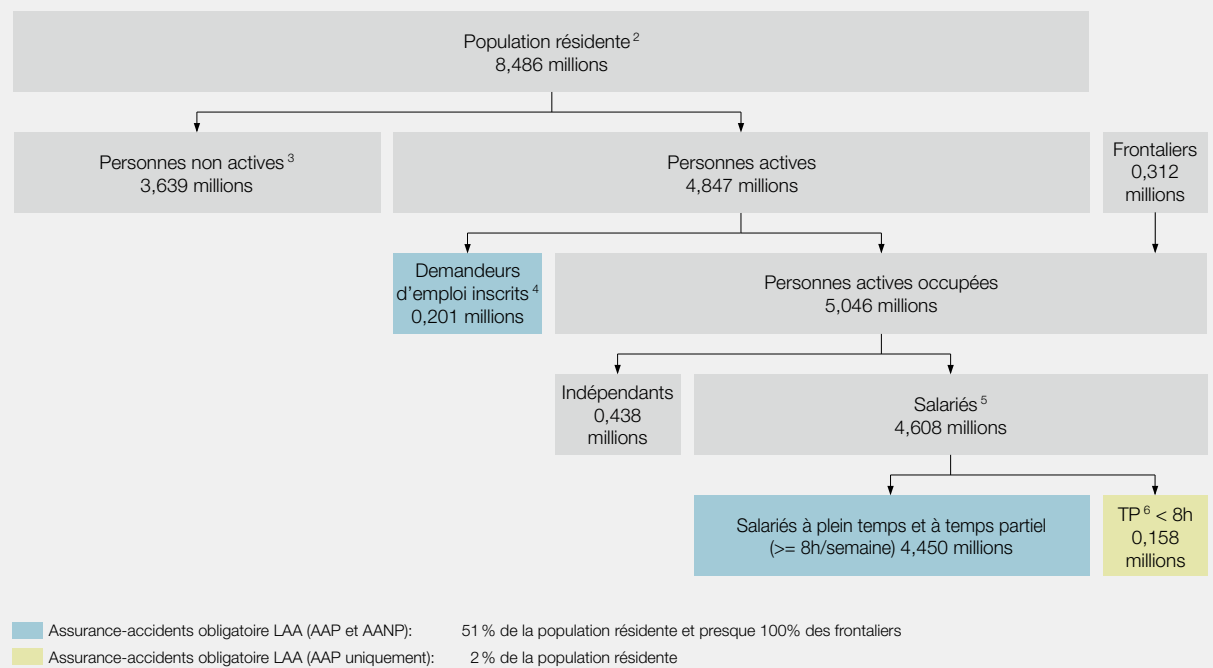 Population résidente 2
8,486 millions
Personnes non actives 3
3,639 millions
Personnes actives
4,847 millions
Frontaliers
0,312
millions
Demandeurs
d'emploi inscrits 4
0,201 millions
Personnes actives occupées
5,046 millions
Indépendants
0,438
millions
Salariés 5
4,608 millions
Salariés à plein temps et à temps partiel
(>= 8h/semaine) 4,450 millions
TP 6 < 8h
0,158
millions
Assurance-accidents obligatoire LAA (AAP et AANP): 51 % de la population résidente et presque 100% des frontaliers
Assurance-accidents obligatoire LAA (AAP uniquement): 2 % de la population résidente